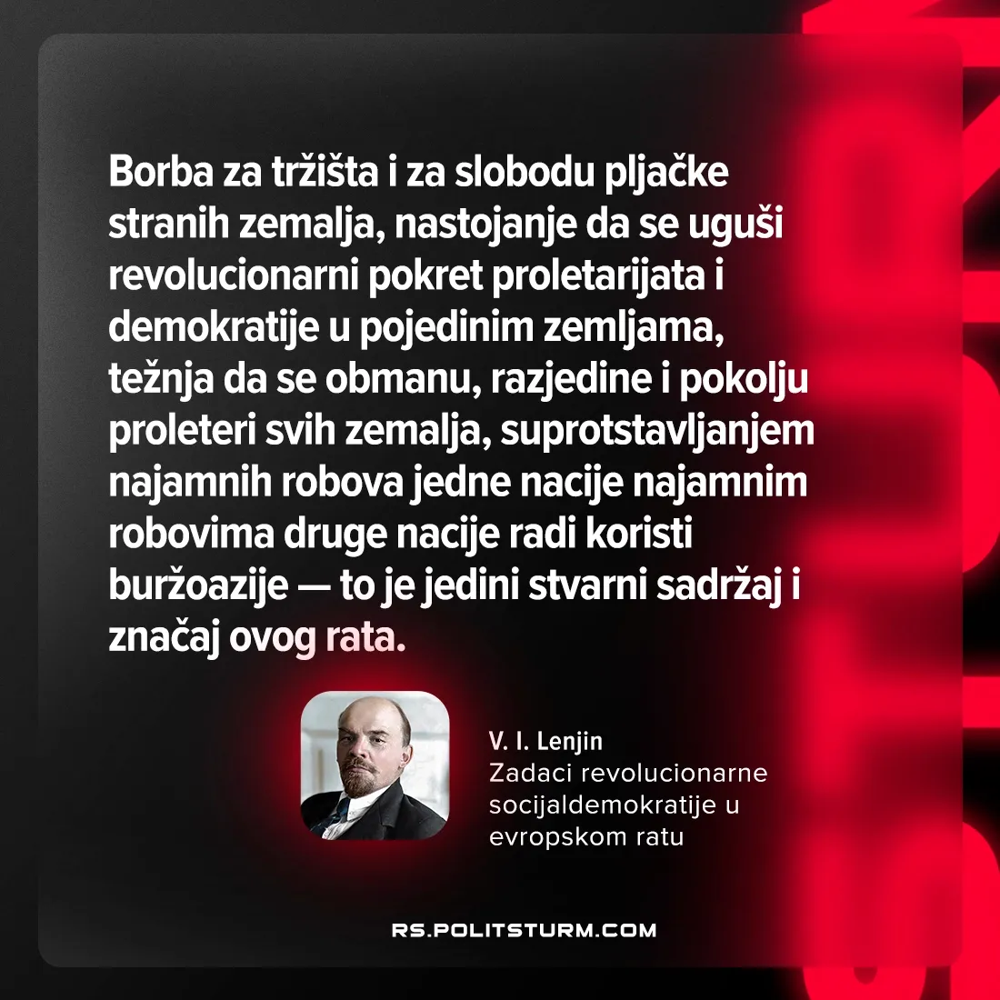 Borba za tržišta i za slobodu pljačke
stranih zemalja, nastojanje da se uguši
revolucionarni pokret proletarijata i
demokratije u pojedinim zemljama,
težnja da se obmanu, razjedine i pokolju
proleteri svih zemalja, suprotstavljanjem
najamnih robova jedne nacije najamnim
robovima druge nacije radi koristi
buržoazije — to je jedini stvarni sadržaj i
značaj ovog rata.
V. I. Lenjin
Zadaci revolucionarne
socijaldemokratije u
evropskom ratu
RS.POLITSTURM.COM